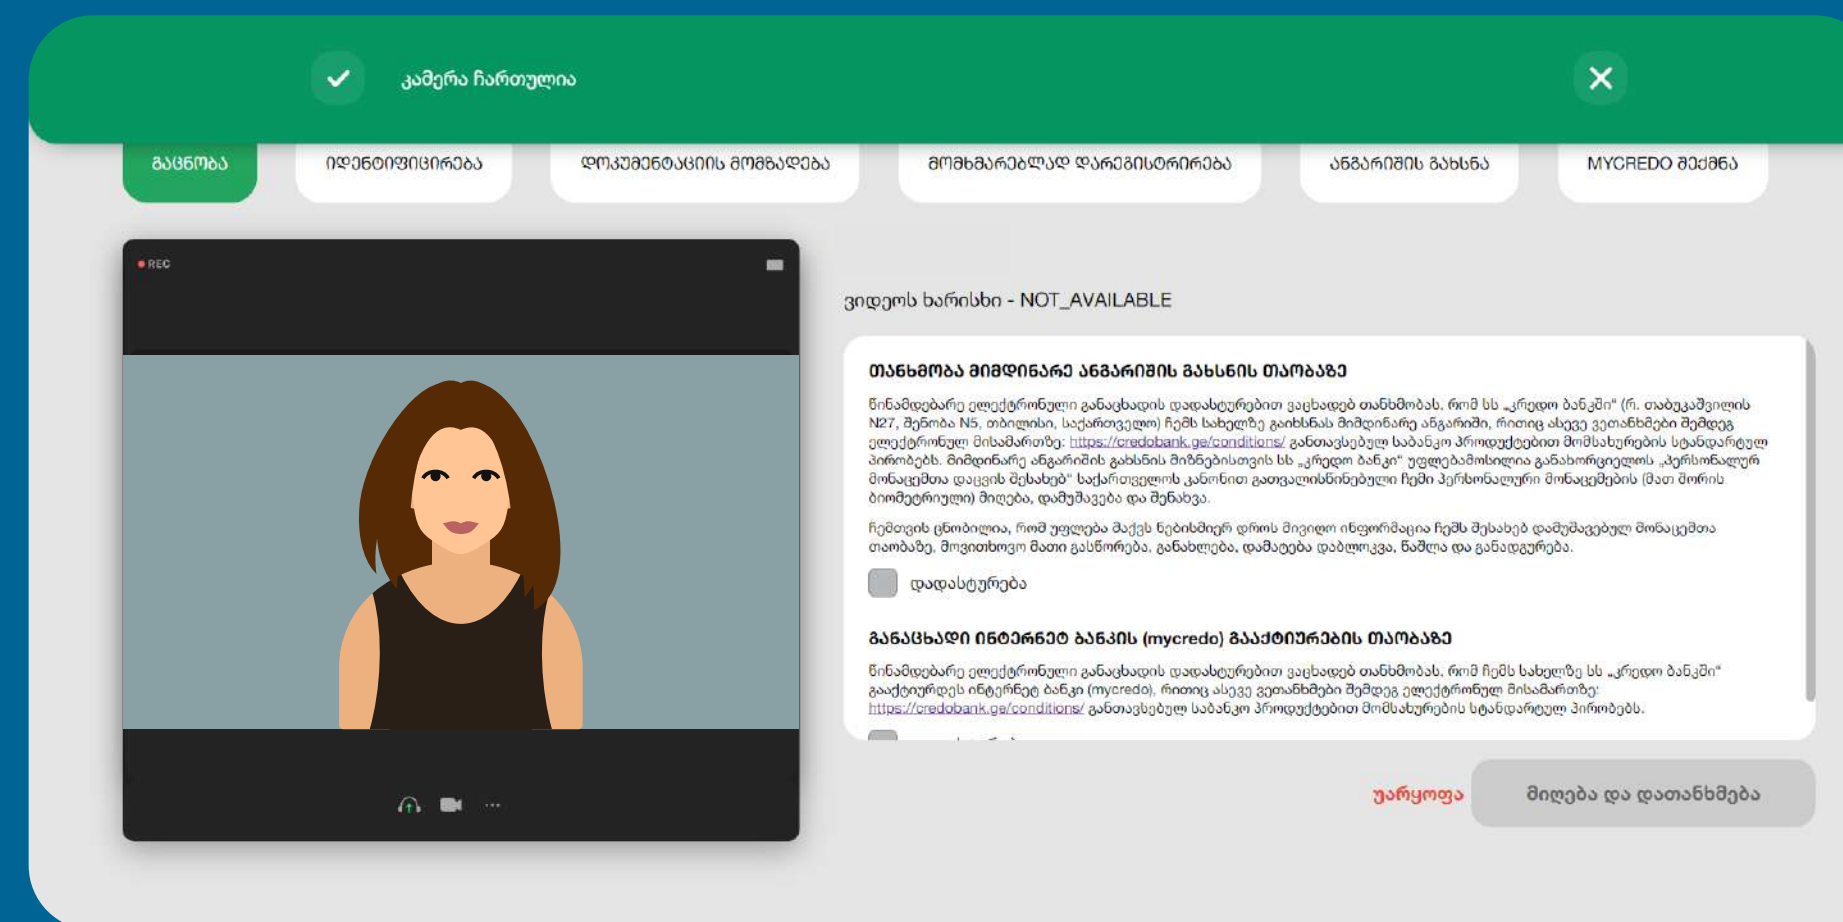 კამერა ჩართულია
გაცნობა
იდენტიფიცირება
დოკუმენტაციის მომზადება
მომხმარებლად დარეგისტრირება
ანგარიშის გახსნა
MYCREDO შექმნა
REC
ვიდეოს ხარისხი - NOT_AVAILABLE
თანხმობა მიმდინარე ანგარიშის გახსნის თაობაზე
წინამდებარე ელექტრონული განაცხადის დადასტურებით ვაცხადებ თანხმობას, რომ სს „კრედო ბანკში“ (რ. თაბუკაშვილის
N27, შენობა N5, თბილისი, საქართველო) ჩემს სახელზე გაიხსნას მიმდინარე ანგარიში, რითიც ასევე ვეთანხმები შემდეგ
ელექტრონულ მისამართზე: https://credobank.ge/conditions/ განთავსებულ საბანკო პროდუქტებით მომსახურების სტანდარტულ
პირობებს. მიმდინარე ანგარიშის გახსნის მიზნებისთვის სს „კრედო ბანკი“ უფლებამოსილია განახორციელოს „პერსონალურ
მონაცემთა დაცვის შესახებ“ საქართველოს კანონით გათვალისწინებული ჩემი პერსონალური მონაცემების (მათ შორის
ბიომეტრიული) მიღება, დამუშავება და შენახვა.
ჩემთვის ცნობილია, რომ უფლება მაქვს ნებისმიერ დროს მივიღო ინფორმაცია ჩემს შესახებ დამუშავებულ მონაცემთა
თაობაზე, მოვითხოვო მათი გასწორება, განახლება, დამატება დაბლოკვა, წაშლა და განადგურება.
დადასტურება
განაცხადი ინტერნეტ ბანკის (mycredo) გააქტიურების თაობაზე
წინამდებარე ელექტრონული განაცხადის დადასტურებით ვაცხადებ თანხმობას, რომ ჩემს სახელზე სს „კრედო ბანკში“
გააქტიურდეს ინტერნეტ ბანკი (mycredo), რითიც ასევე ვეთანხმები შემდეგ ელექტრონულ მისამართზე:
https://credobank.ge/conditions/ განთავსებულ საბანკო პროდუქტებით მომსახურების სტანდარტულ პირობებს.
უარყოფა
მიღება და დათანხმება